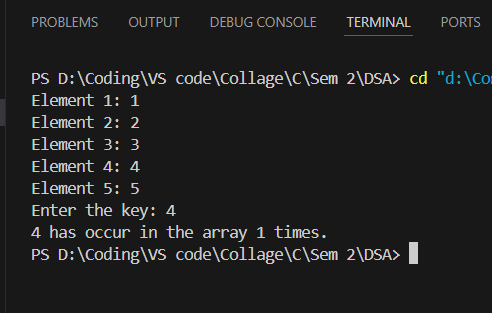 PROBLEMS OUTPUT DEBUG CONSOLE TERMINAL PORTS
PS D:\Coding\VS code\Collage\C\Sem 2\DSA> cd "d:\Co
Element 1: 1
Element 2: 2
Element 3: 3
Element 4: 4
Element 5: 5
Enter the key: 4
4 has occur in the array 1 times.
PS D:\Coding\VS code\Collage\C\Sem 2\DSA>